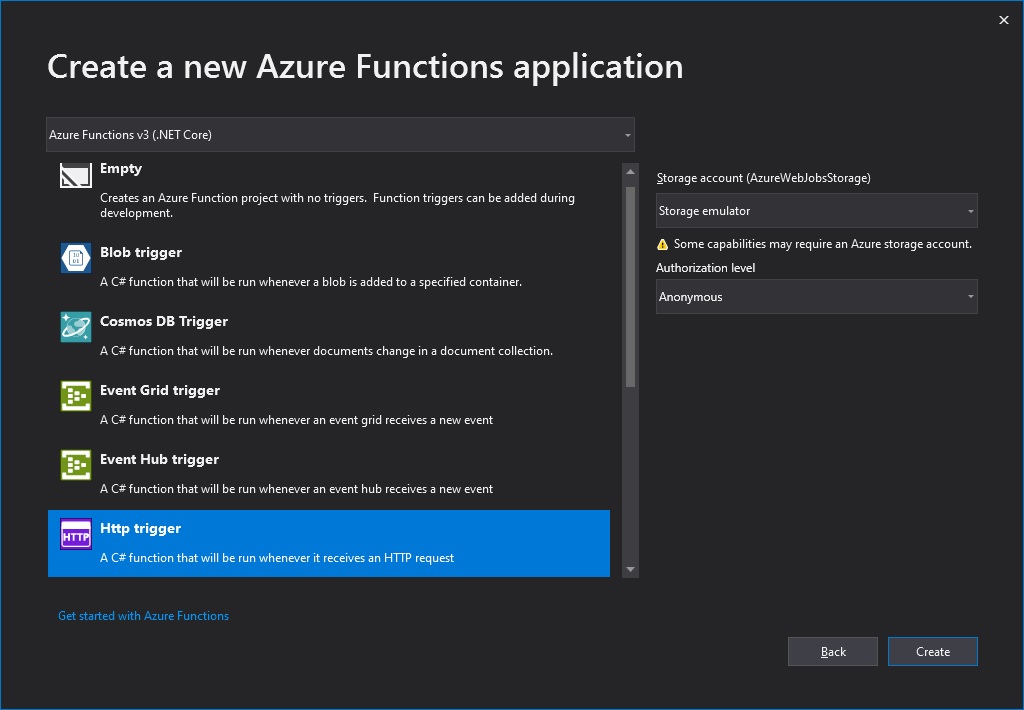 Create a new Azure Functions application
Azure Functions v3 (.NET Core)
Empty
Creates an Azure Function project with no triggers.  Function triggers can be added during
development.
Blob trigger
A C# function that will be run whenever a blob is added to a specified container.
Cosmos DB Trigger
A C# function that will be run whenever documents change in a document collection.
Event Grid trigger
A C# function that will be run whenever an event grid receives a new event
Event Hub trigger
A C# function that will be run whenever an event hub receives a new event
HTTP
Http trigger
A C# function that will be run whenever it receives an HTTP request
Storage account (AzureWebJobsStorage)
Storage emulator
Some capabilities may require an Azure storage account.
Authorization level
Anonymous
Get started with Azure Functions
Back
Create